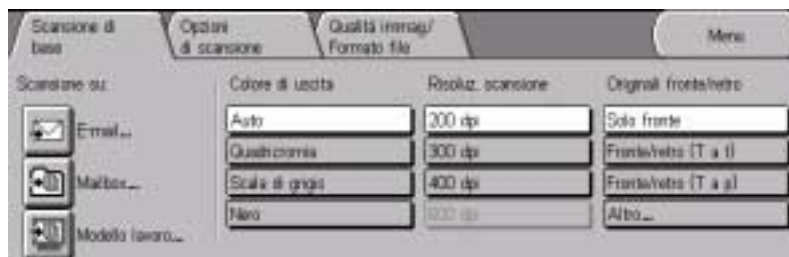 Scansione di base
Opzioni di scansione
Qualità immag./ Formato file
Menu
Scansione su:
E-mail...
Mailbox...
Modello lavoro...
Colore di uscita
Auto
Quadricromia
Scala di grigio
Nero
Risoluz. scansione
200 dpi
300 dpi
400 dpi
600 dpi
Originali fronte/retro
Solo fronte
Fronte/retro (T a t)
Fronte/retro (T a p)
Altro...